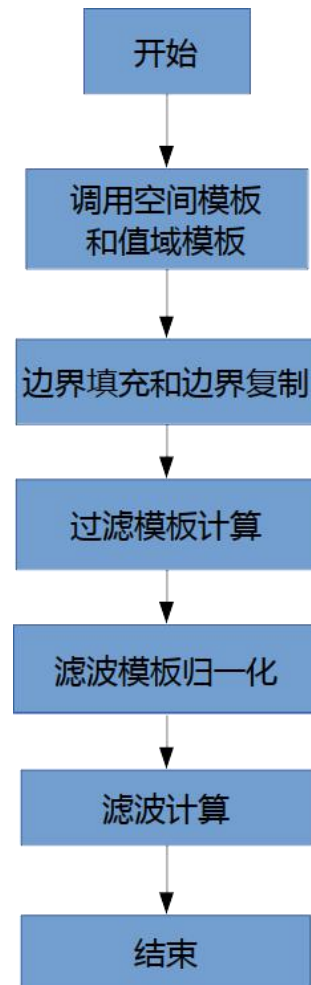 开始
调用空间模板
和值域模板
边界填充和边界复制
过滤模板计算
滤波模板归一化
滤波计算
结束